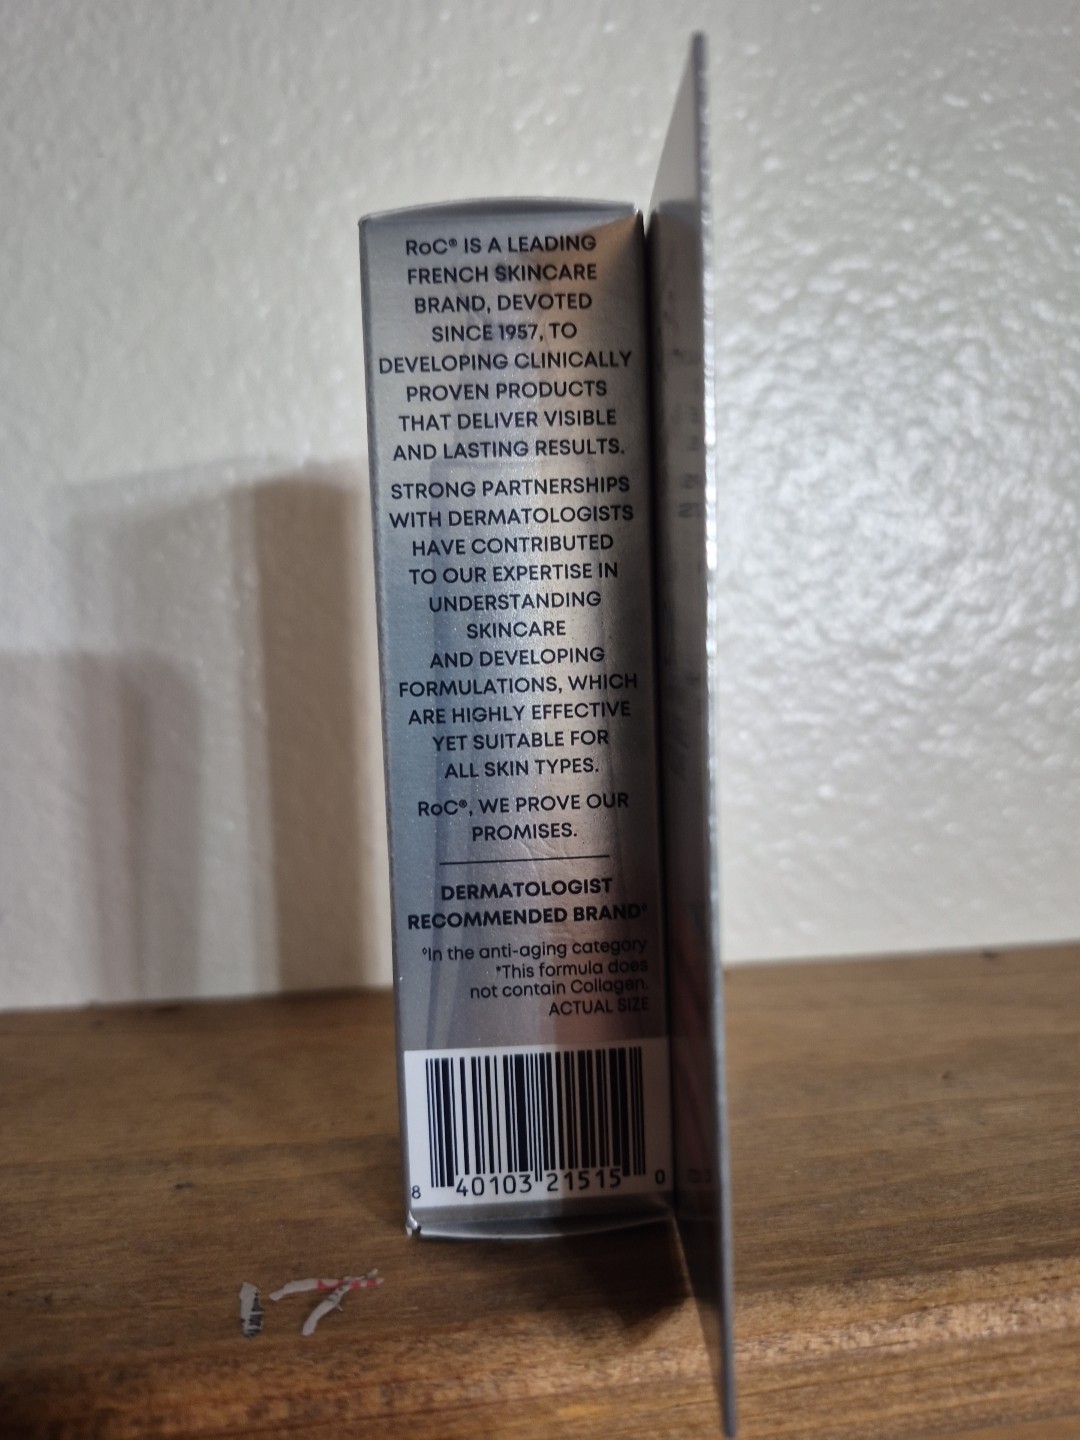 RoC® IS A LEADING
FRENCH SKINCARE
BRAND, DEVOTED
SINCE 1957, TO
DEVELOPING CLINICALLY
PROVEN PRODUCTS
THAT DELIVER VISIBLE
AND LASTING RESULTS.
STRONG PARTNERSHIPS
WITH DERMATOLOGISTS
HAVE CONTRIBUTED
TO OUR EXPERTISE IN
UNDERSTANDING
SKINCARE
AND DEVELOPING
FORMULATIONS, WHICH
ARE HIGHLY EFFECTIVE
YET SUITABLE FOR
ALL SKIN TYPES.
RoC®, WE PROVE OUR
PROMISES.
DERMATOLOGIST
RECOMMENDED BRAND◊
◊In the anti-aging category
*This formula does
not contain Collagen.
ACTUAL SIZE
8 40103 21515 0
17